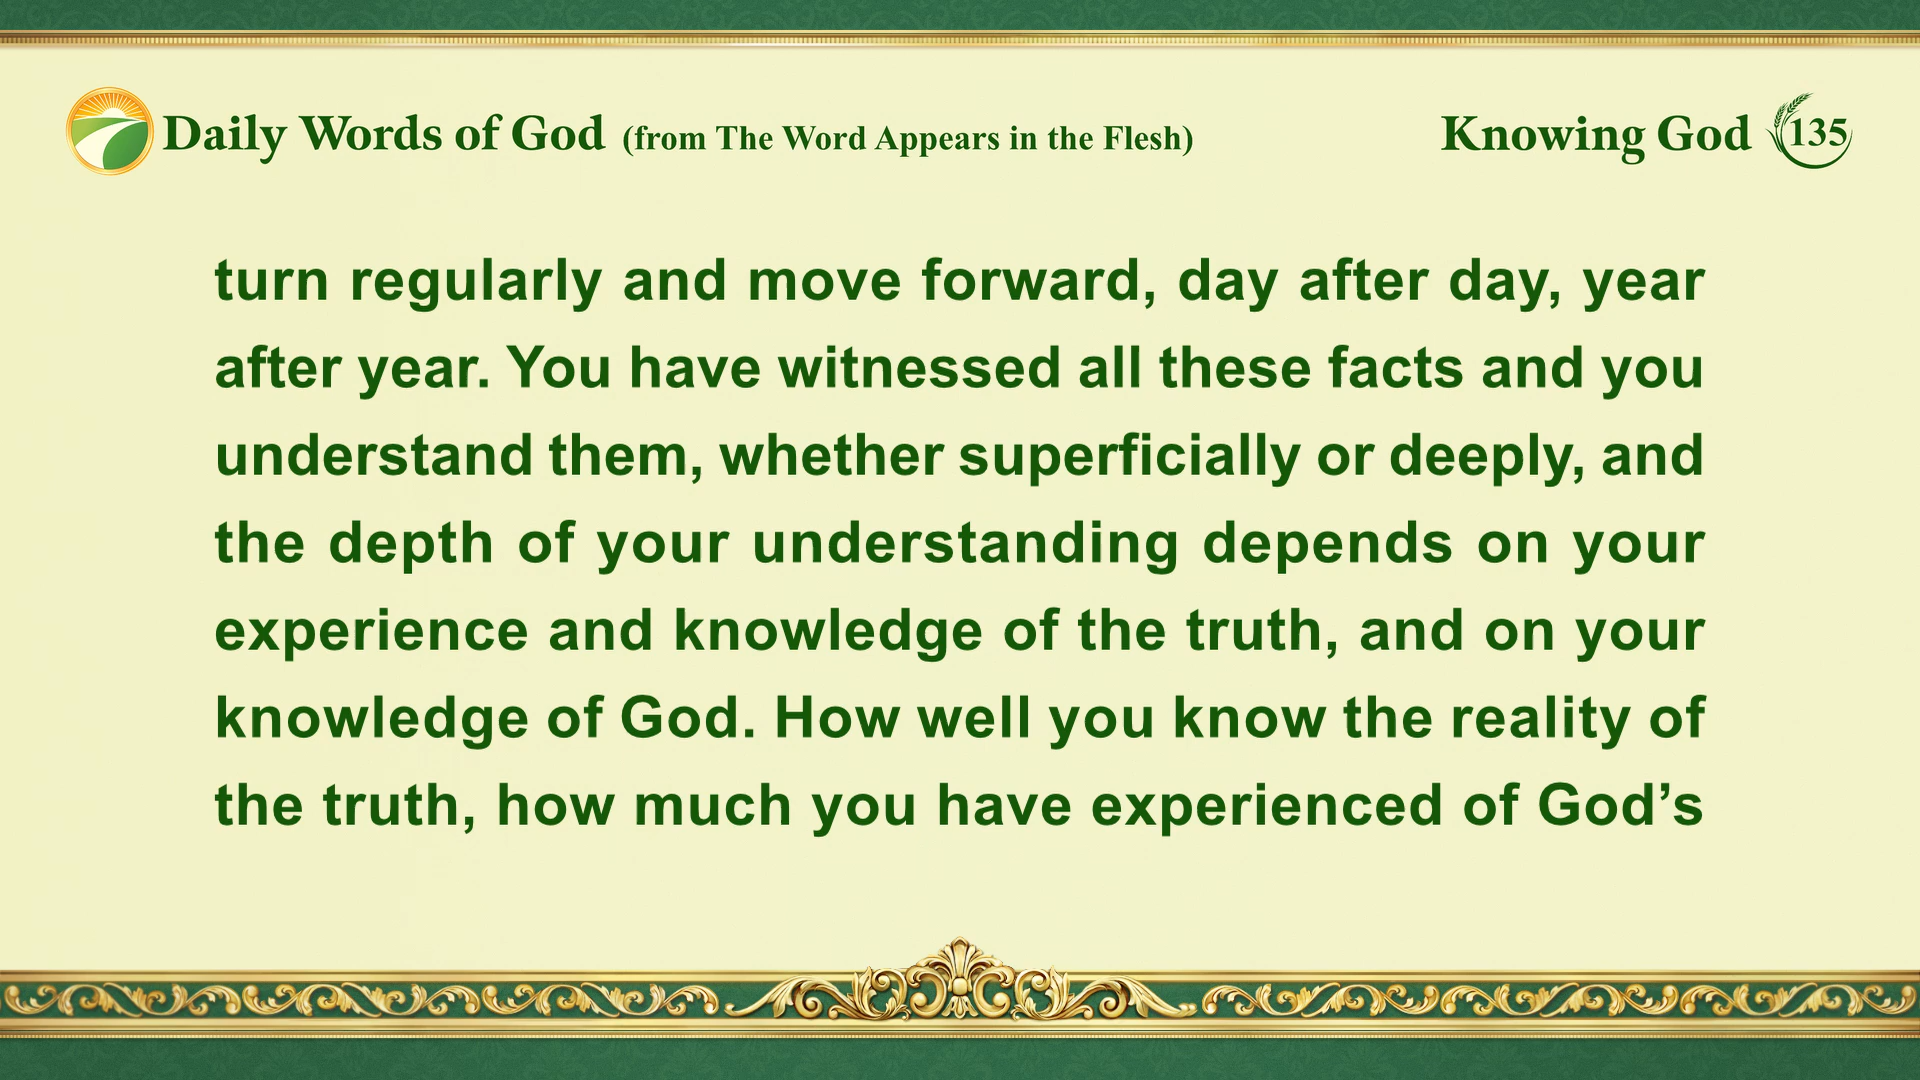 Daily Words of God (from The Word Appears in the Flesh)
Knowing God 135
turn regularly and move forward, day after day, year
after year. You have witnessed all these facts and you
understand them, whether superficially or deeply, and
the depth of your understanding depends on your
experience and knowledge of the truth, and on your
knowledge of God. How well you know the reality of
the truth, how much you have experienced of God’s